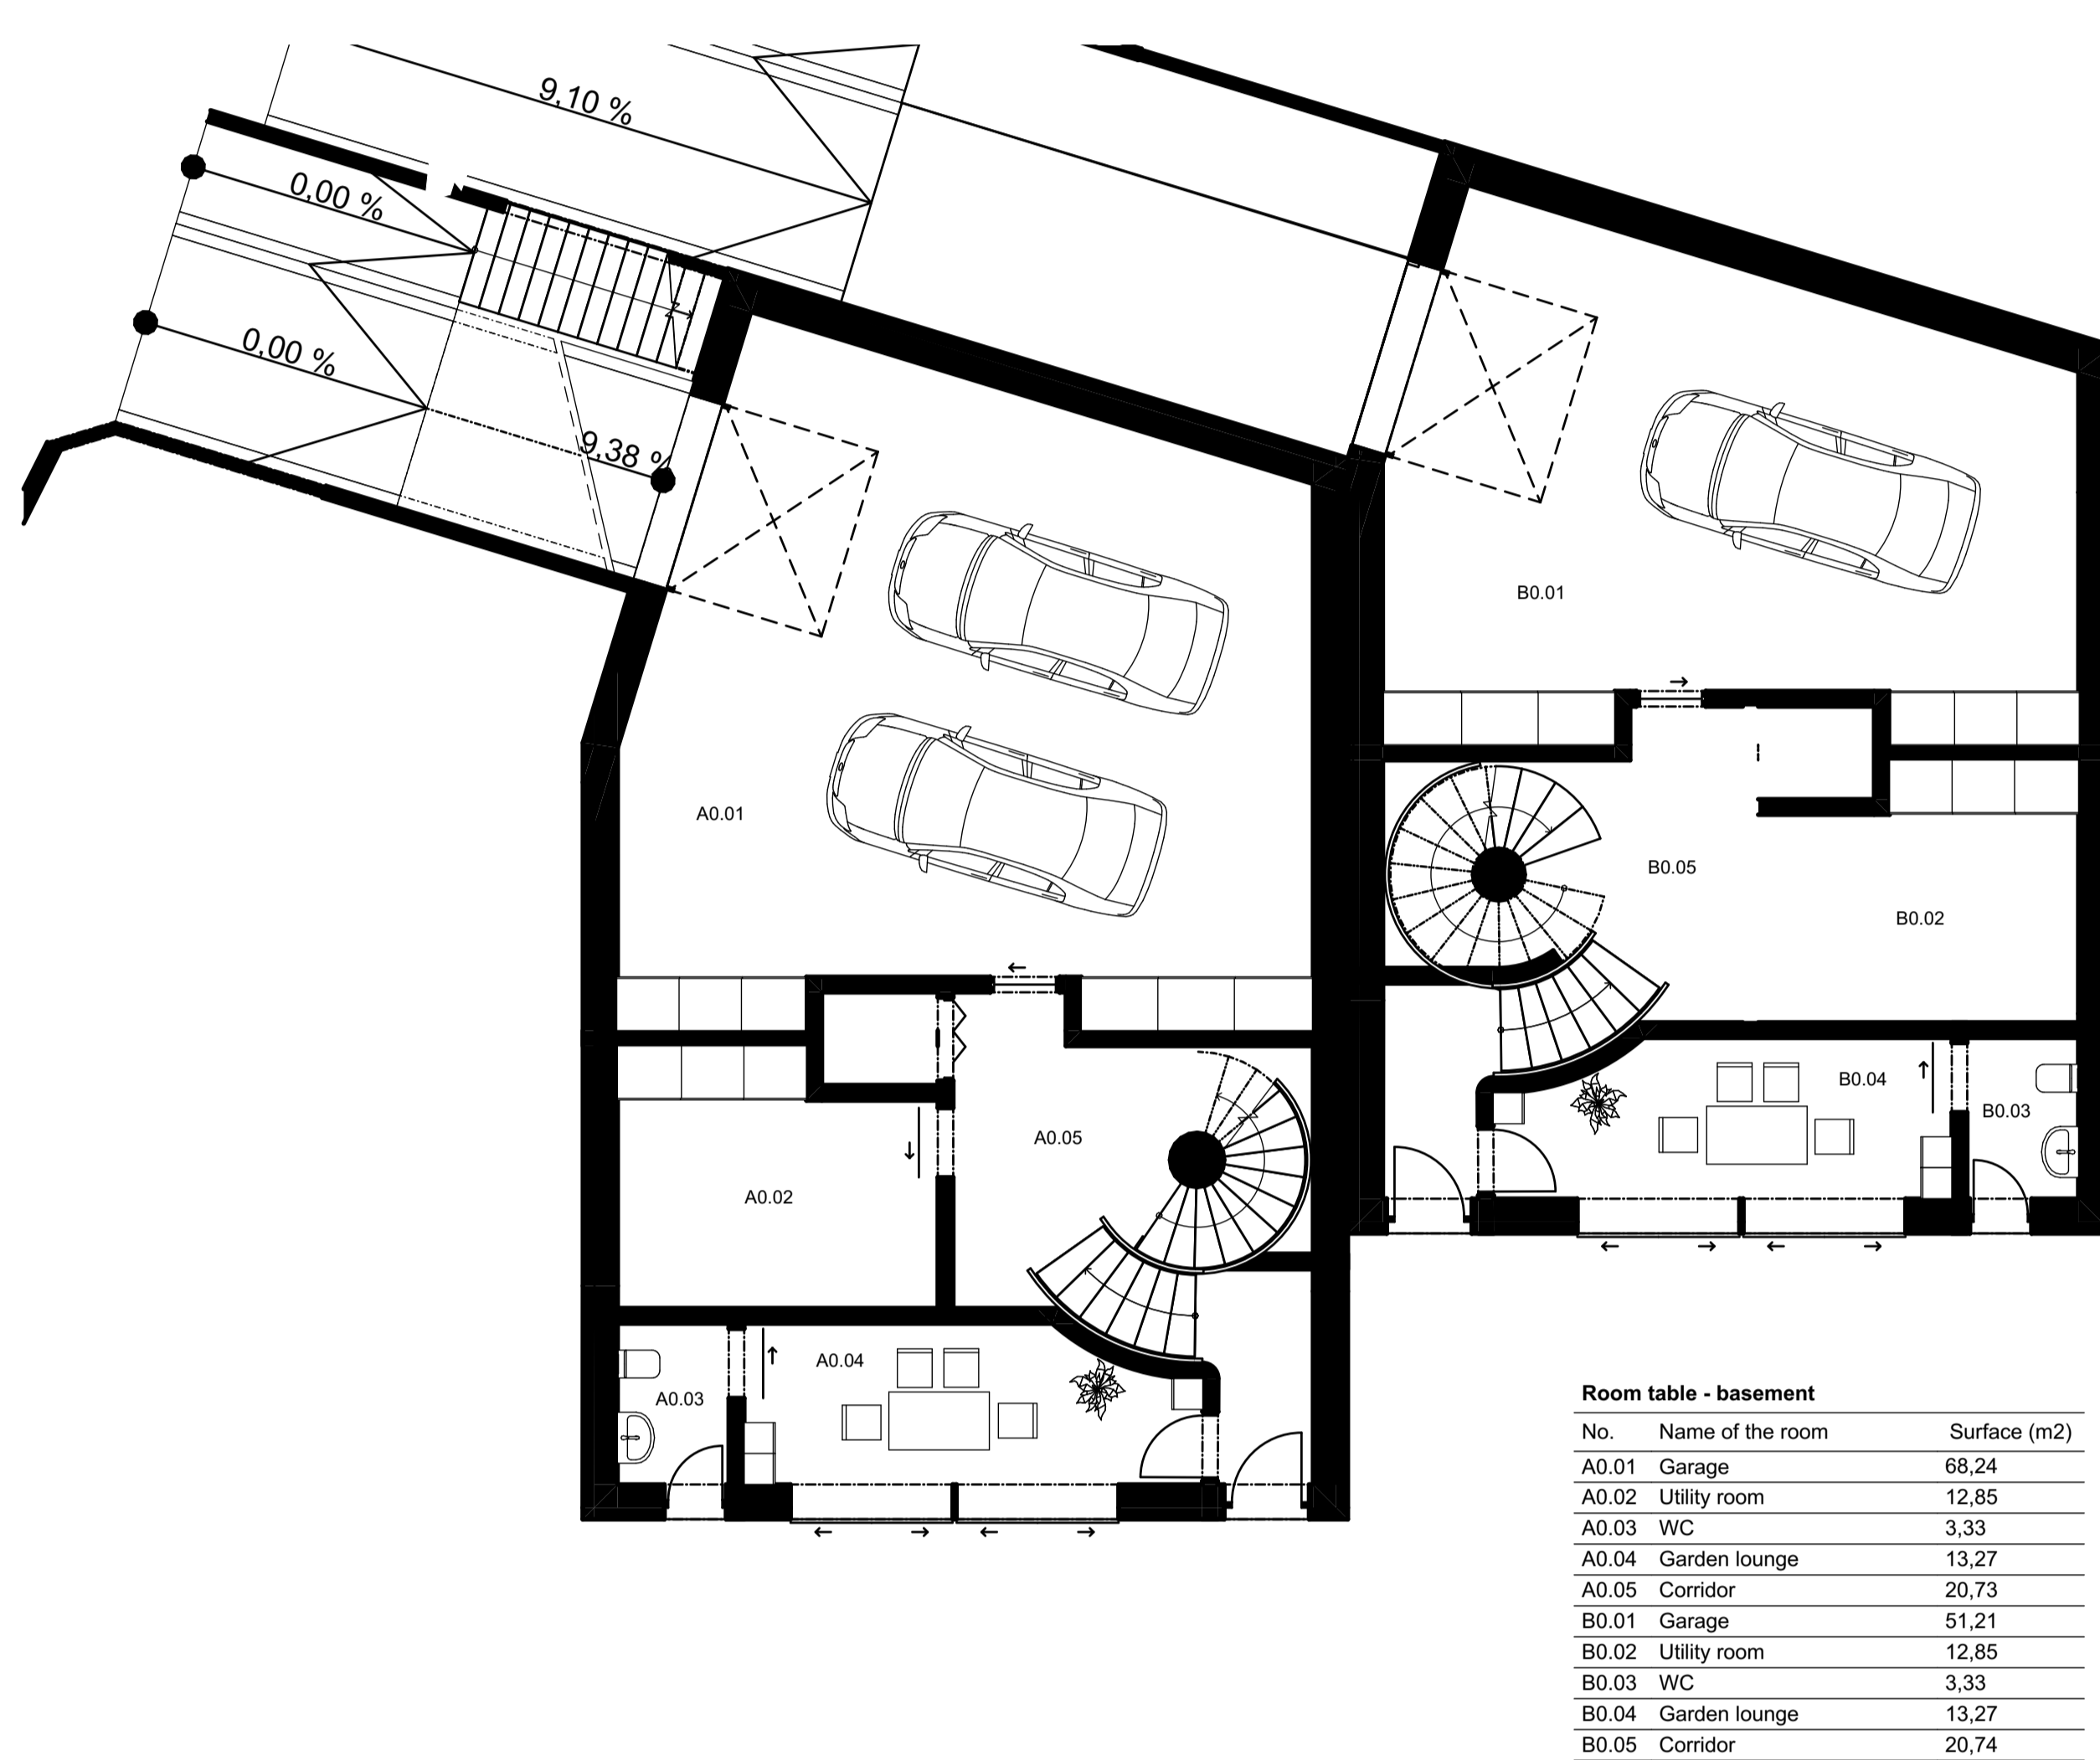 9,10 %
0,00 %
0,00 %
9,38 %
B0.01
A0.01
B0.05
B0.02
A0.05
B0.04
B0.03
A0.02
A0.04
A0.03
Room table - basement
No. Name of the room Surface (m2)
A0.01 Garage 68,24
A0.02 Utility room 12,85
A0.03 WC 3,33
A0.04 Garden lounge 13,27
A0.05 Corridor 20,73
B0.01 Garage 51,21
B0.02 Utility room 12,85
B0.03 WC 3,33
B0.04 Garden lounge 13,27
B0.05 Corridor 20,74